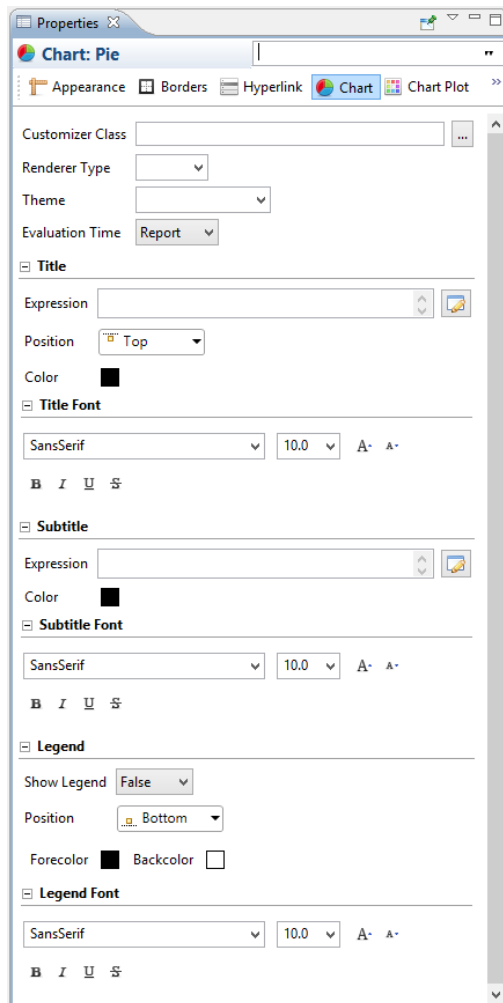 Properties
Chart: Pie
Appearance Borders Hyperlink Chart Chart Plot »
Customizer Class ...
Renderer Type
Theme
Evaluation Time Report
Title
Expression
Position Top
Color
Title Font
SansSerif 10.0 A A
B I U S
Subtitle
Expression
Color
Subtitle Font
SansSerif 10.0 A A
B I U S
Legend
Show Legend False
Position Bottom
Forecolor Backcolor
Legend Font
SansSerif 10.0 A A
B I U S